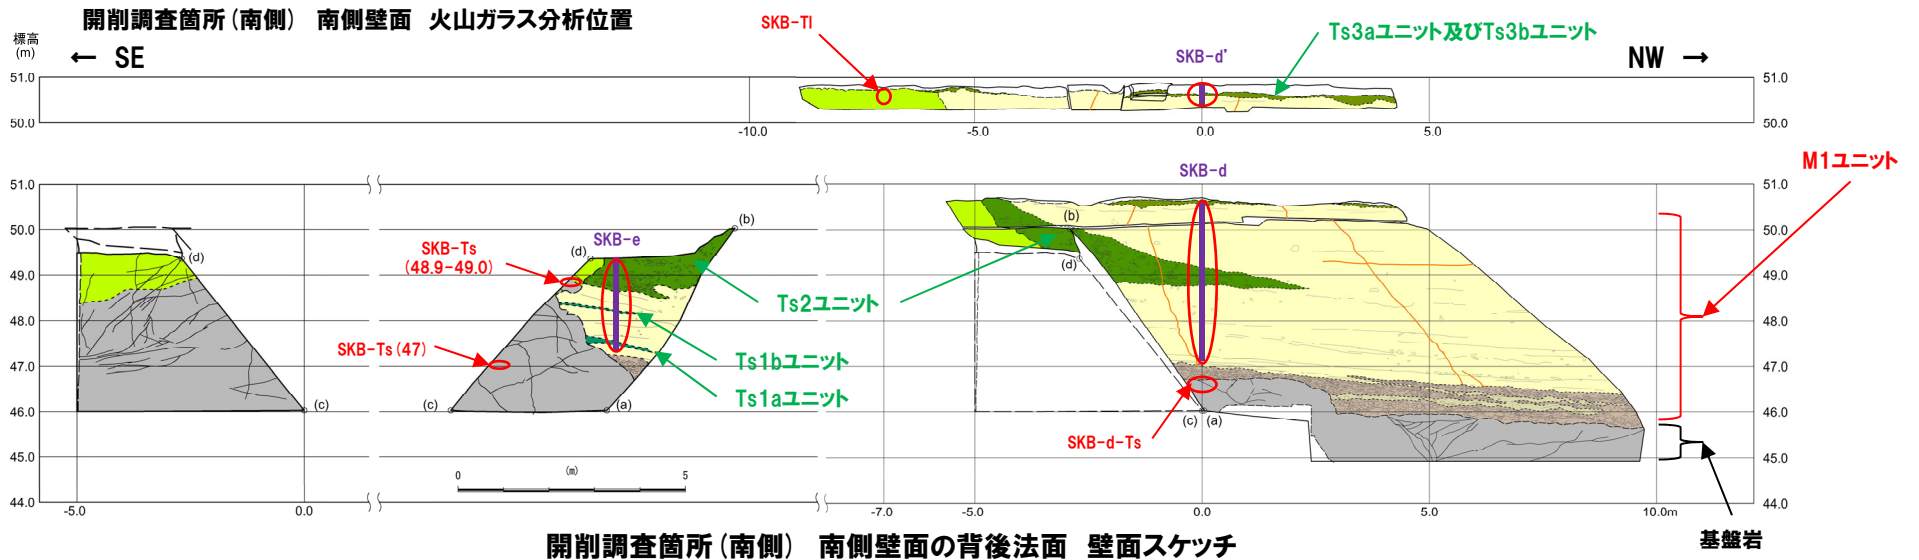 開削調査箇所(南側) 南側壁面 火山ガラス分析位置
標高
(m)
← SE
NW →
SKB-Tl
SKB-d'
Ts3aユニット及びTs3bユニット
51.0
50.0
51.0
50.0
-10.0
-5.0
0.0
5.0
M1ユニット
SKB-d
51.0
50.0
49.0
48.0
47.0
46.0
45.0
44.0
(d)
(c)
-5.0
0.0
SKB-Ts
(48.9-49.0)
(d)
SKB-e
(b)
SKB-Ts(47)
(c)
(a)
Ts2ユニット
Ts1bユニット
Ts1aユニット
0
(m)
5
(b)
(d)
(c)
(a)
SKB-d-Ts
-7.0
-5.0
0.0
5.0
10.0m
51.0
50.0
49.0
48.0
47.0
46.0
45.0
44.0
基盤岩
開削調査箇所(南側) 南側壁面の背後法面 壁面スケッチ